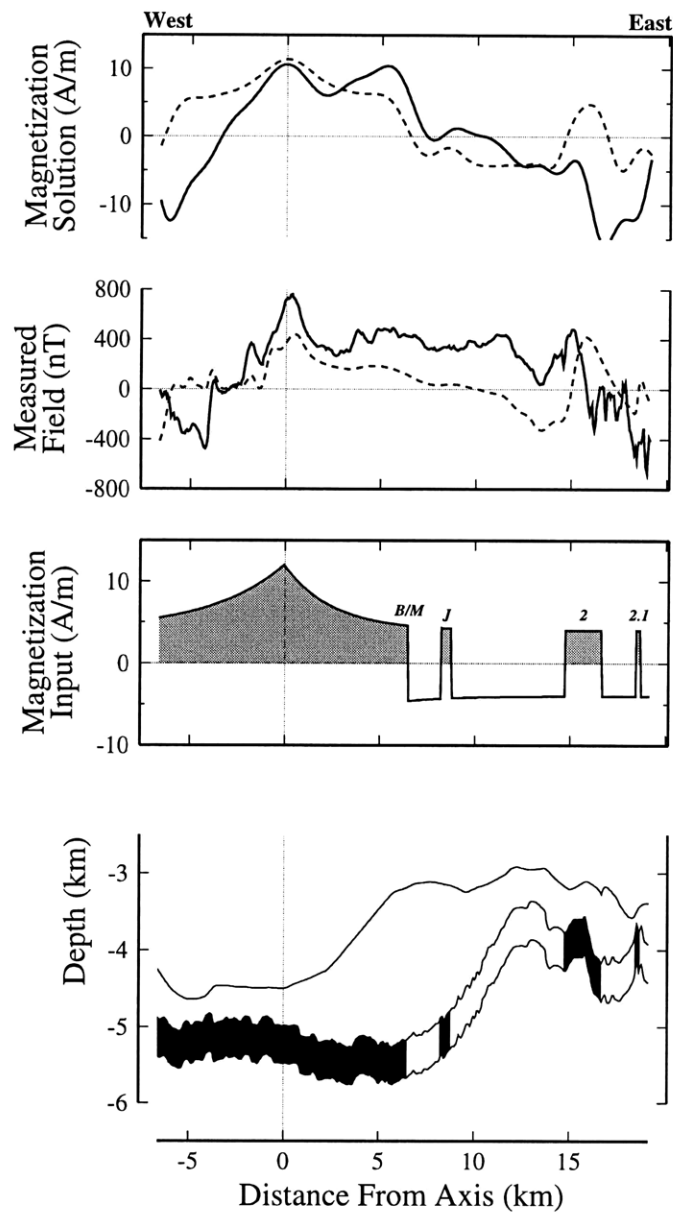 West East
10
0
-10
Magnetization
Solution (A/m)
800
400
0
-400
-800
Measured
Field (nT)
10
0
-10
Magnetization
Input (A/m)
B/M J 2 2.1
-3
-4
-5
-6
Depth (km)
-5 0 5 10 15
Distance From Axis (km)